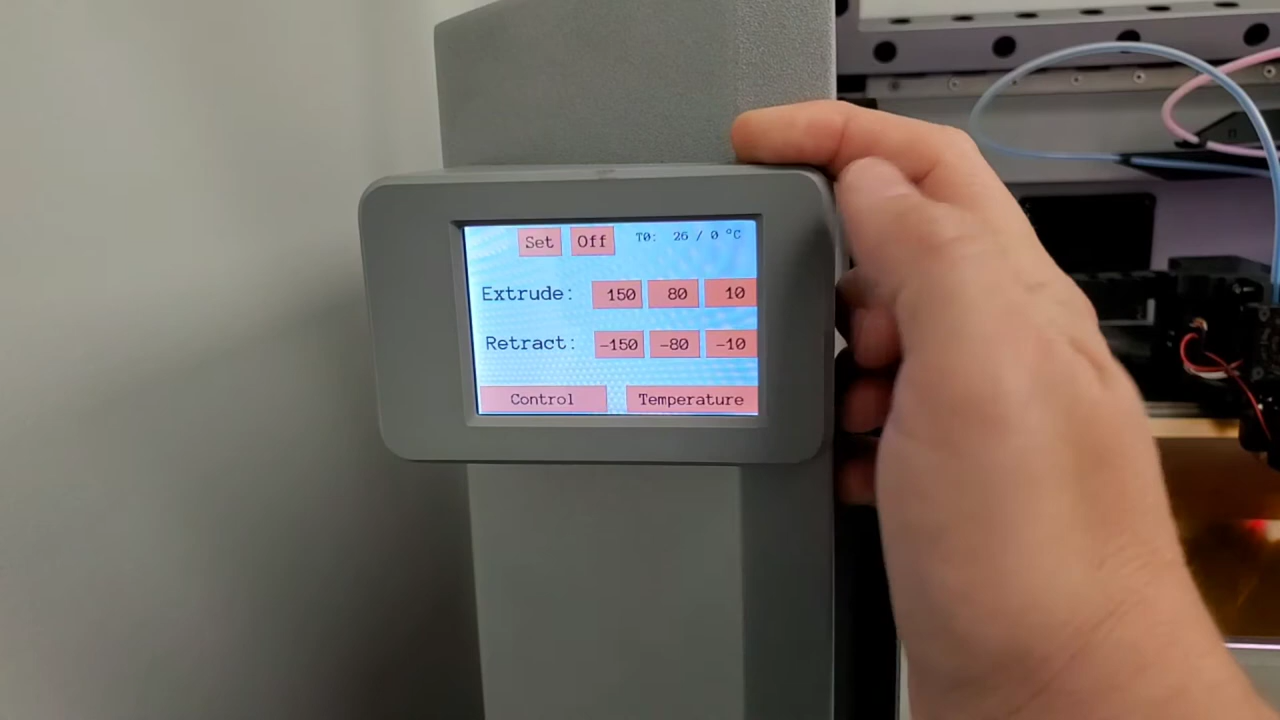 Set Off T0: 26 / 0 °C
Extrude: 150 80 10
Retract: -150 -80 -10
Control Temperature